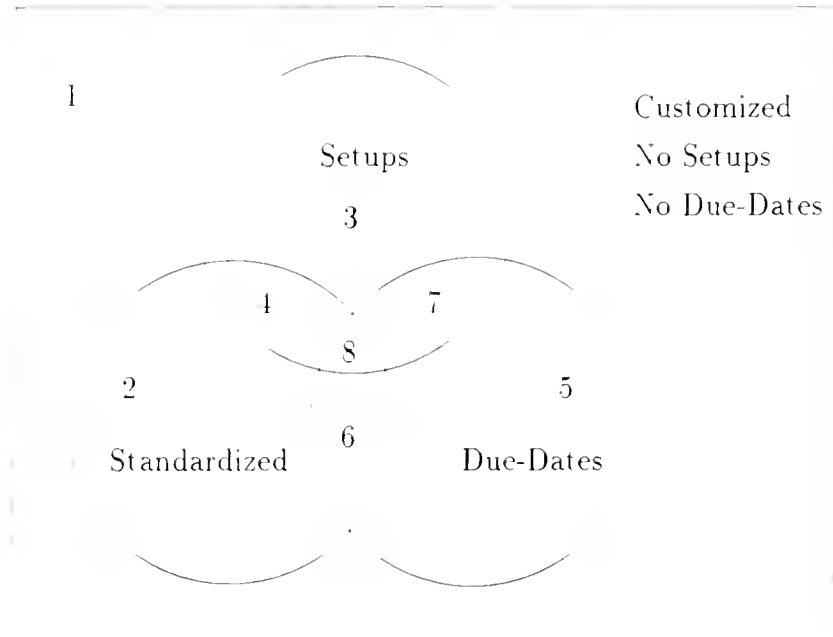 1
Customized
Setups
No Setups
3
No Due-Dates
4
7
8
2
5
6
Standardized
Due-Dates